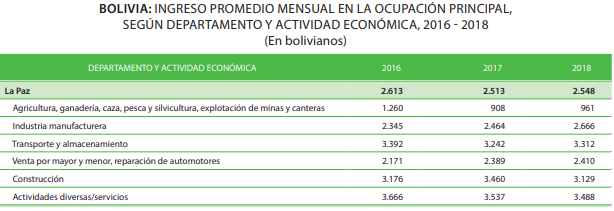 BOLIVIA: INGRESO PROMEDIO MENSUAL EN LA OCUPACIÓN PRINCIPAL,
SEGÚN DEPARTAMENTO Y ACTIVIDAD ECONÓMICA, 2016 - 2018
(En bolivianos)
DEPARTAMENTO Y ACTIVIDAD ECONÓMICA 2016 2017 2018
La Paz 2.613 2.513 2.548
Agricultura, ganadería, caza, pesca y silvicultura, explotación de minas y canteras 1.260 908 961
Industria manufacturera 2.345 2.464 2.666
Transporte y almacenamiento 3.392 3.242 3.312
Venta por mayor y menor, reparación de automotores 2.171 2.389 2.410
Construcción 3.176 3.460 3.129
Actividades diversas/servicios 3.666 3.537 3.488